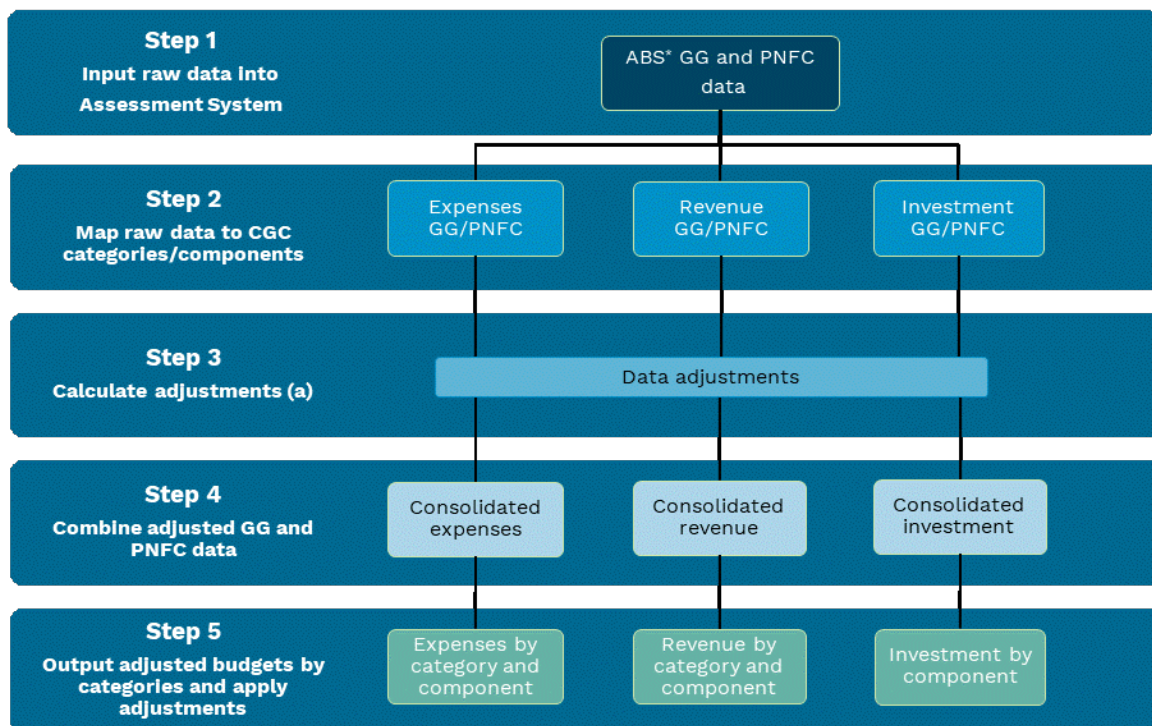 Step 1
Input raw data into
Assessment System
ABS* GG and PNFC
data
Step 2
Map raw data to CGC
categories/components
Expenses
GG/PNFC
Revenue
GG/PNFC
Investment
GG/PNFC
Step 3
Calculate adjustments (a)
Data adjustments
Step 4
Combine adjusted GG and
PNFC data
Consolidated
expenses
Consolidated
revenue
Consolidated
investment
Step 5
Output adjusted budgets by
categories and apply
adjustments
Expenses by
category and
component
Revenue by
category and
component
Investment by
component